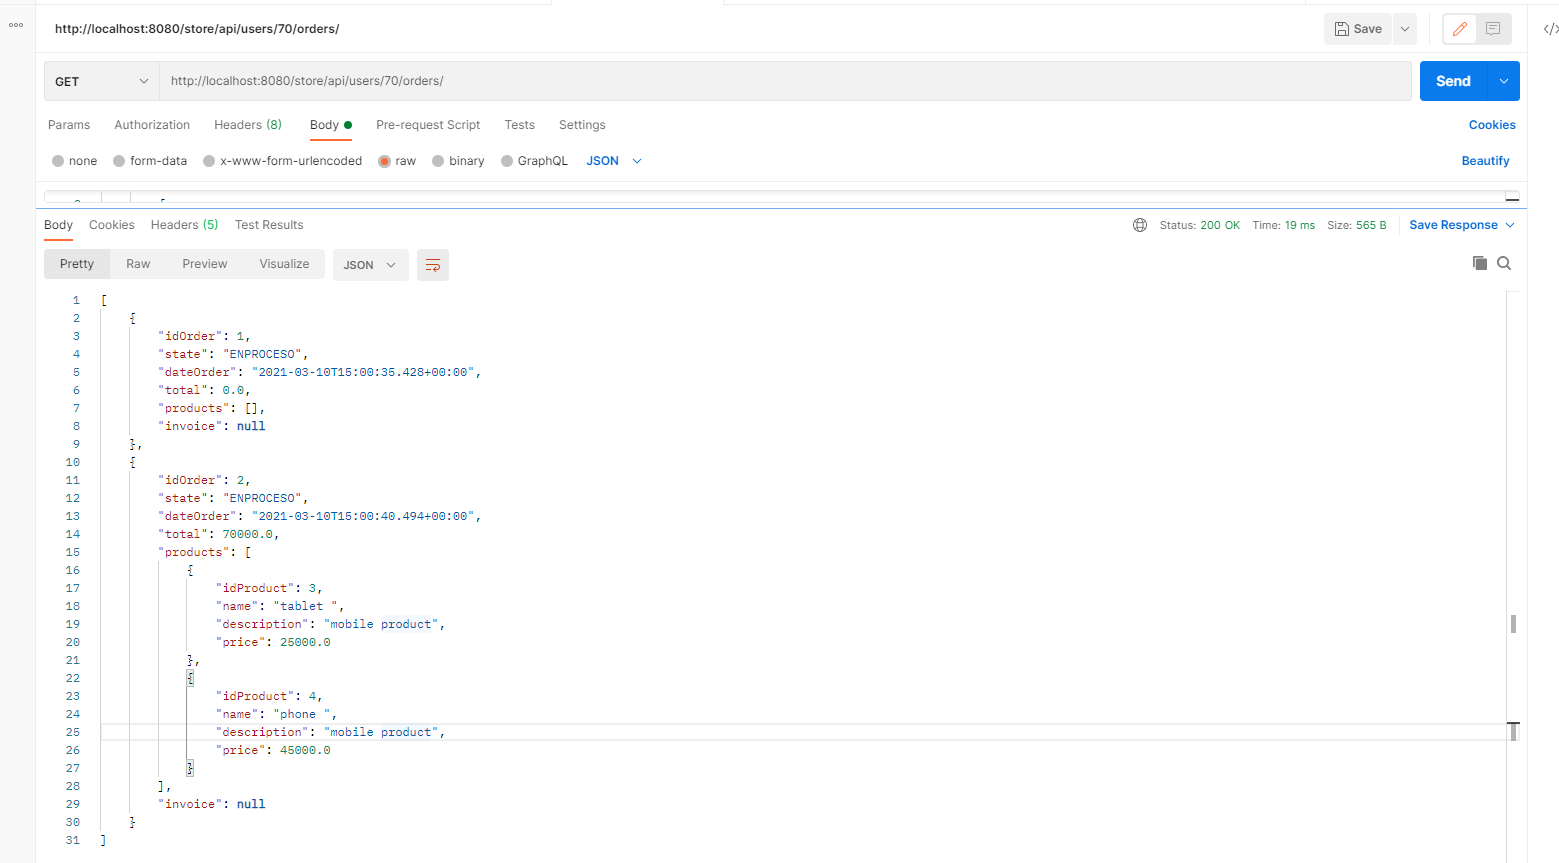 http://localhost:8080/store/api/users/70/orders/
Save
GET http://localhost:8080/store/api/users/70/orders/ Send
Params Authorization Headers (8) Body Pre-request Script Tests Settings Cookies
none form-data x-www-form-urlencoded raw binary GraphQL JSON Beautify
Body Cookies Headers (5) Test Results Status: 200 OK Time: 19 ms Size: 565 B Save Response
Pretty Raw Preview Visualize JSON
1 [
2 {
3 "idOrder": 1,
4 "state": "ENPROCESO",
5 "dateOrder": "2021-03-10T15:00:35.428+00:00",
6 "total": 0.0,
7 "products": [],
8 "invoice": null
9 },
10 {
11 "idOrder": 2,
12 "state": "ENPROCESO",
13 "dateOrder": "2021-03-10T15:00:40.494+00:00",
14 "total": 70000.0,
15 "products": [
16 {
17 "idProduct": 3,
18 "name": "tablet ",
19 "description": "mobile product",
20 "price": 25000.0
21 },
22 {
23 "idProduct": 4,
24 "name": "phone ",
25 "description": "mobile product",
26 "price": 45000.0
27 }
28 ],
29 "invoice": null
30 }
31 ]